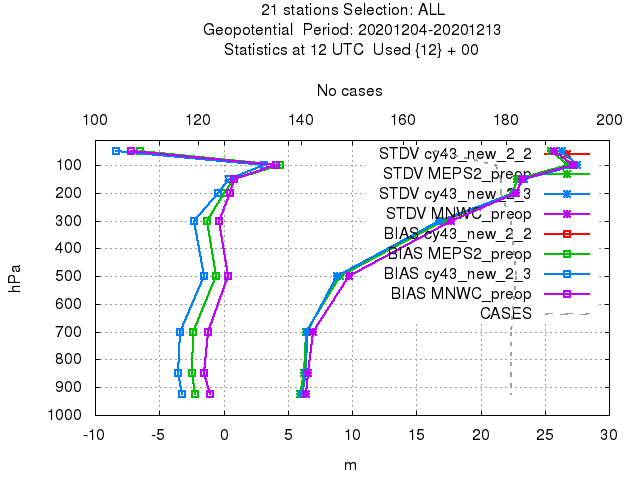 21 stations Selection: ALL
Geopotential  Period: 20201204-20201213
Statistics at 12 UTC  Used {12} + 00
No cases
100 120 140 160 180 200
STDV cy43_new_2_2
STDV MEPS2_preop
STDV cy43_new_2_3
STDV MNWC_preop
BIAS cy43_new_2_2
BIAS MEPS2_preop
BIAS cy43_new_2_3
BIAS MNWC_preop
CASES
hPa
100
200
300
400
500
600
700
800
900
1000
-10 -5 0 5 10 15 20 25 30
m